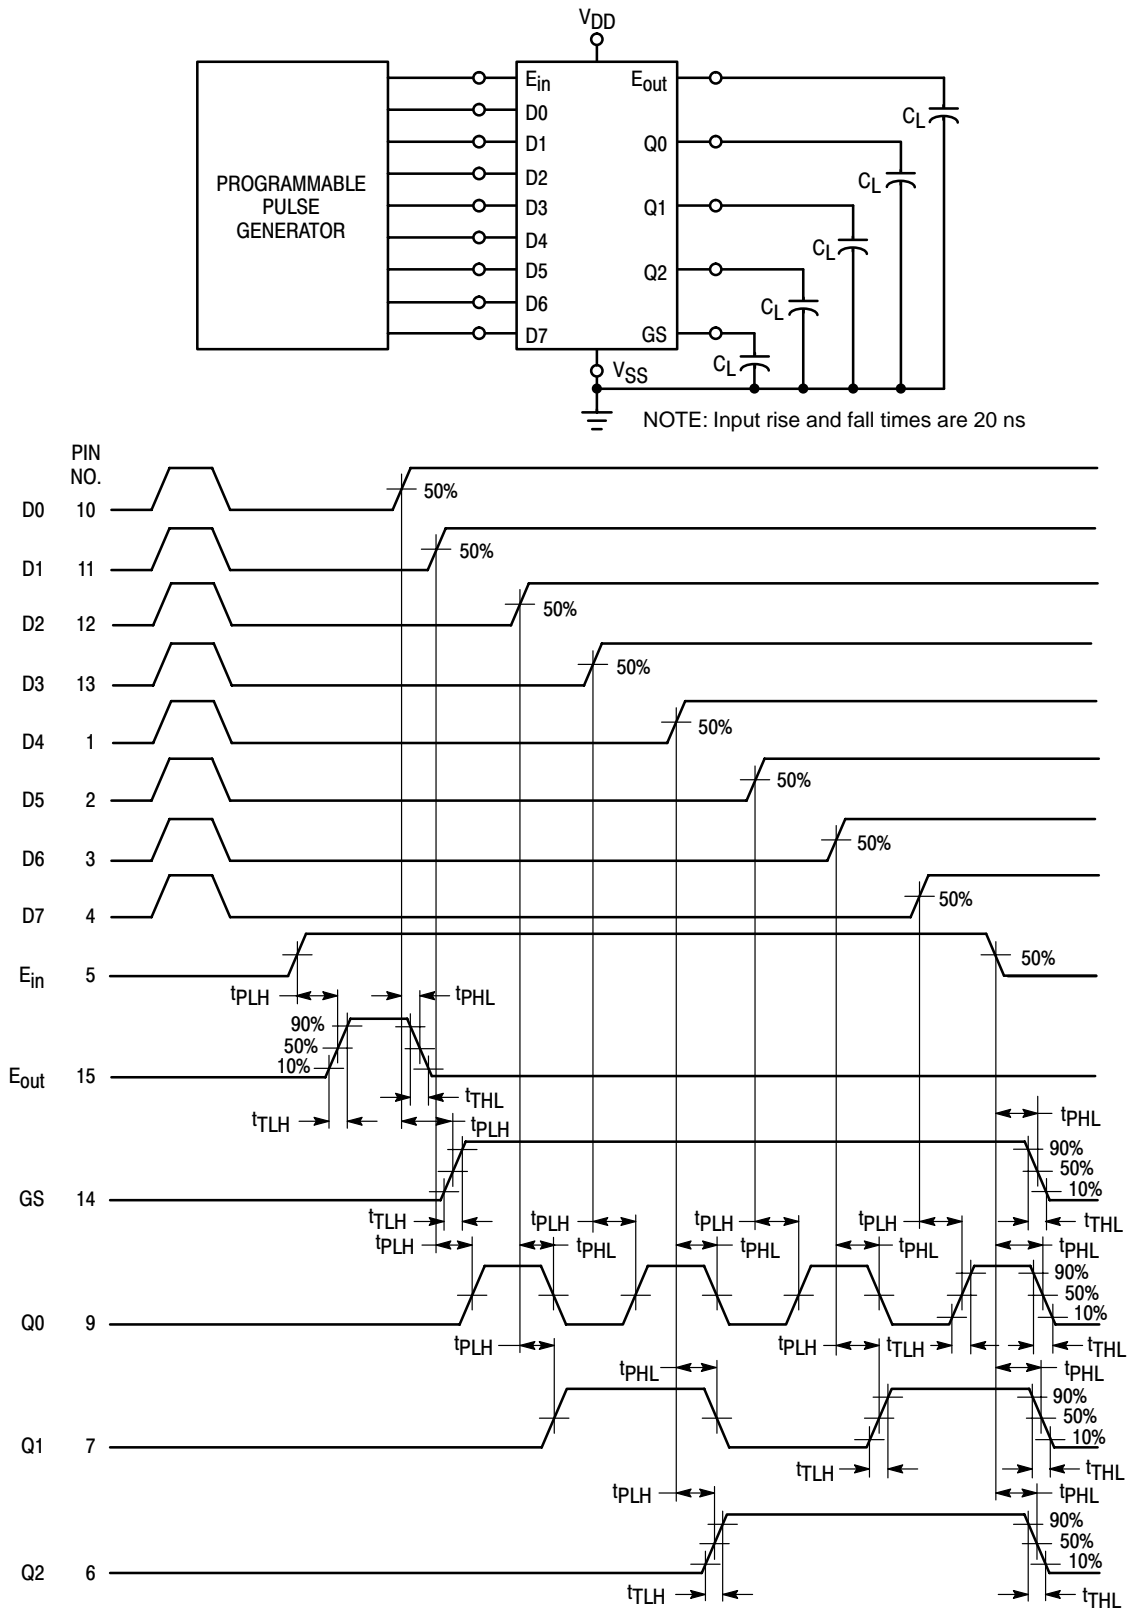 VDD
PROGRAMMABLE
PULSE
GENERATOR
Ein
D0
D1
D2
D3
D4
D5
D6
D7
Eout
Q0
Q1
Q2
GS
CL
CL
CL
CL
CL
VSS
NOTE: Input rise and fall times are 20 ns
PIN
NO.
D0 10 50%
D1 11 50%
D2 12 50%
D3 13 50%
D4 1 50%
D5 2 50%
D6 3 50%
D7 4 50%
Ein 5 50%
tPLH tPHL
90%
50%
10%
Eout 15
tTLH tTHL
tPLH tPHL
90%
50%
10%
GS 14
tTLH tPLH tPLH tPLH tTHL
tPLH tPHL tPHL tPHL tPHL
90%
50%
10%
Q0 9
tPLH tPLH tTLH tTHL
tPHL tPHL
90%
50%
10%
Q1 7
tTLH tTHL
tPLH tPHL
90%
50%
10%
Q2 6
tTLH tTHL